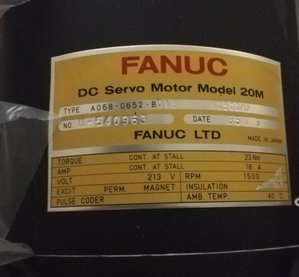 FANUC
DC Servo Motor Model 20M
TYPE A06B-0652-B
NO. C-540963 DATE
FANUC LTD MADE IN JAPAN
TORQUE CONT. AT STALL 23 NM
AMP CONT. AT STALL 18 A
VOLT 213 V RPM 1500
EXCIT PERM. MAGNET INSULATION
PULSE CODER AMB. TEMP 40 °C